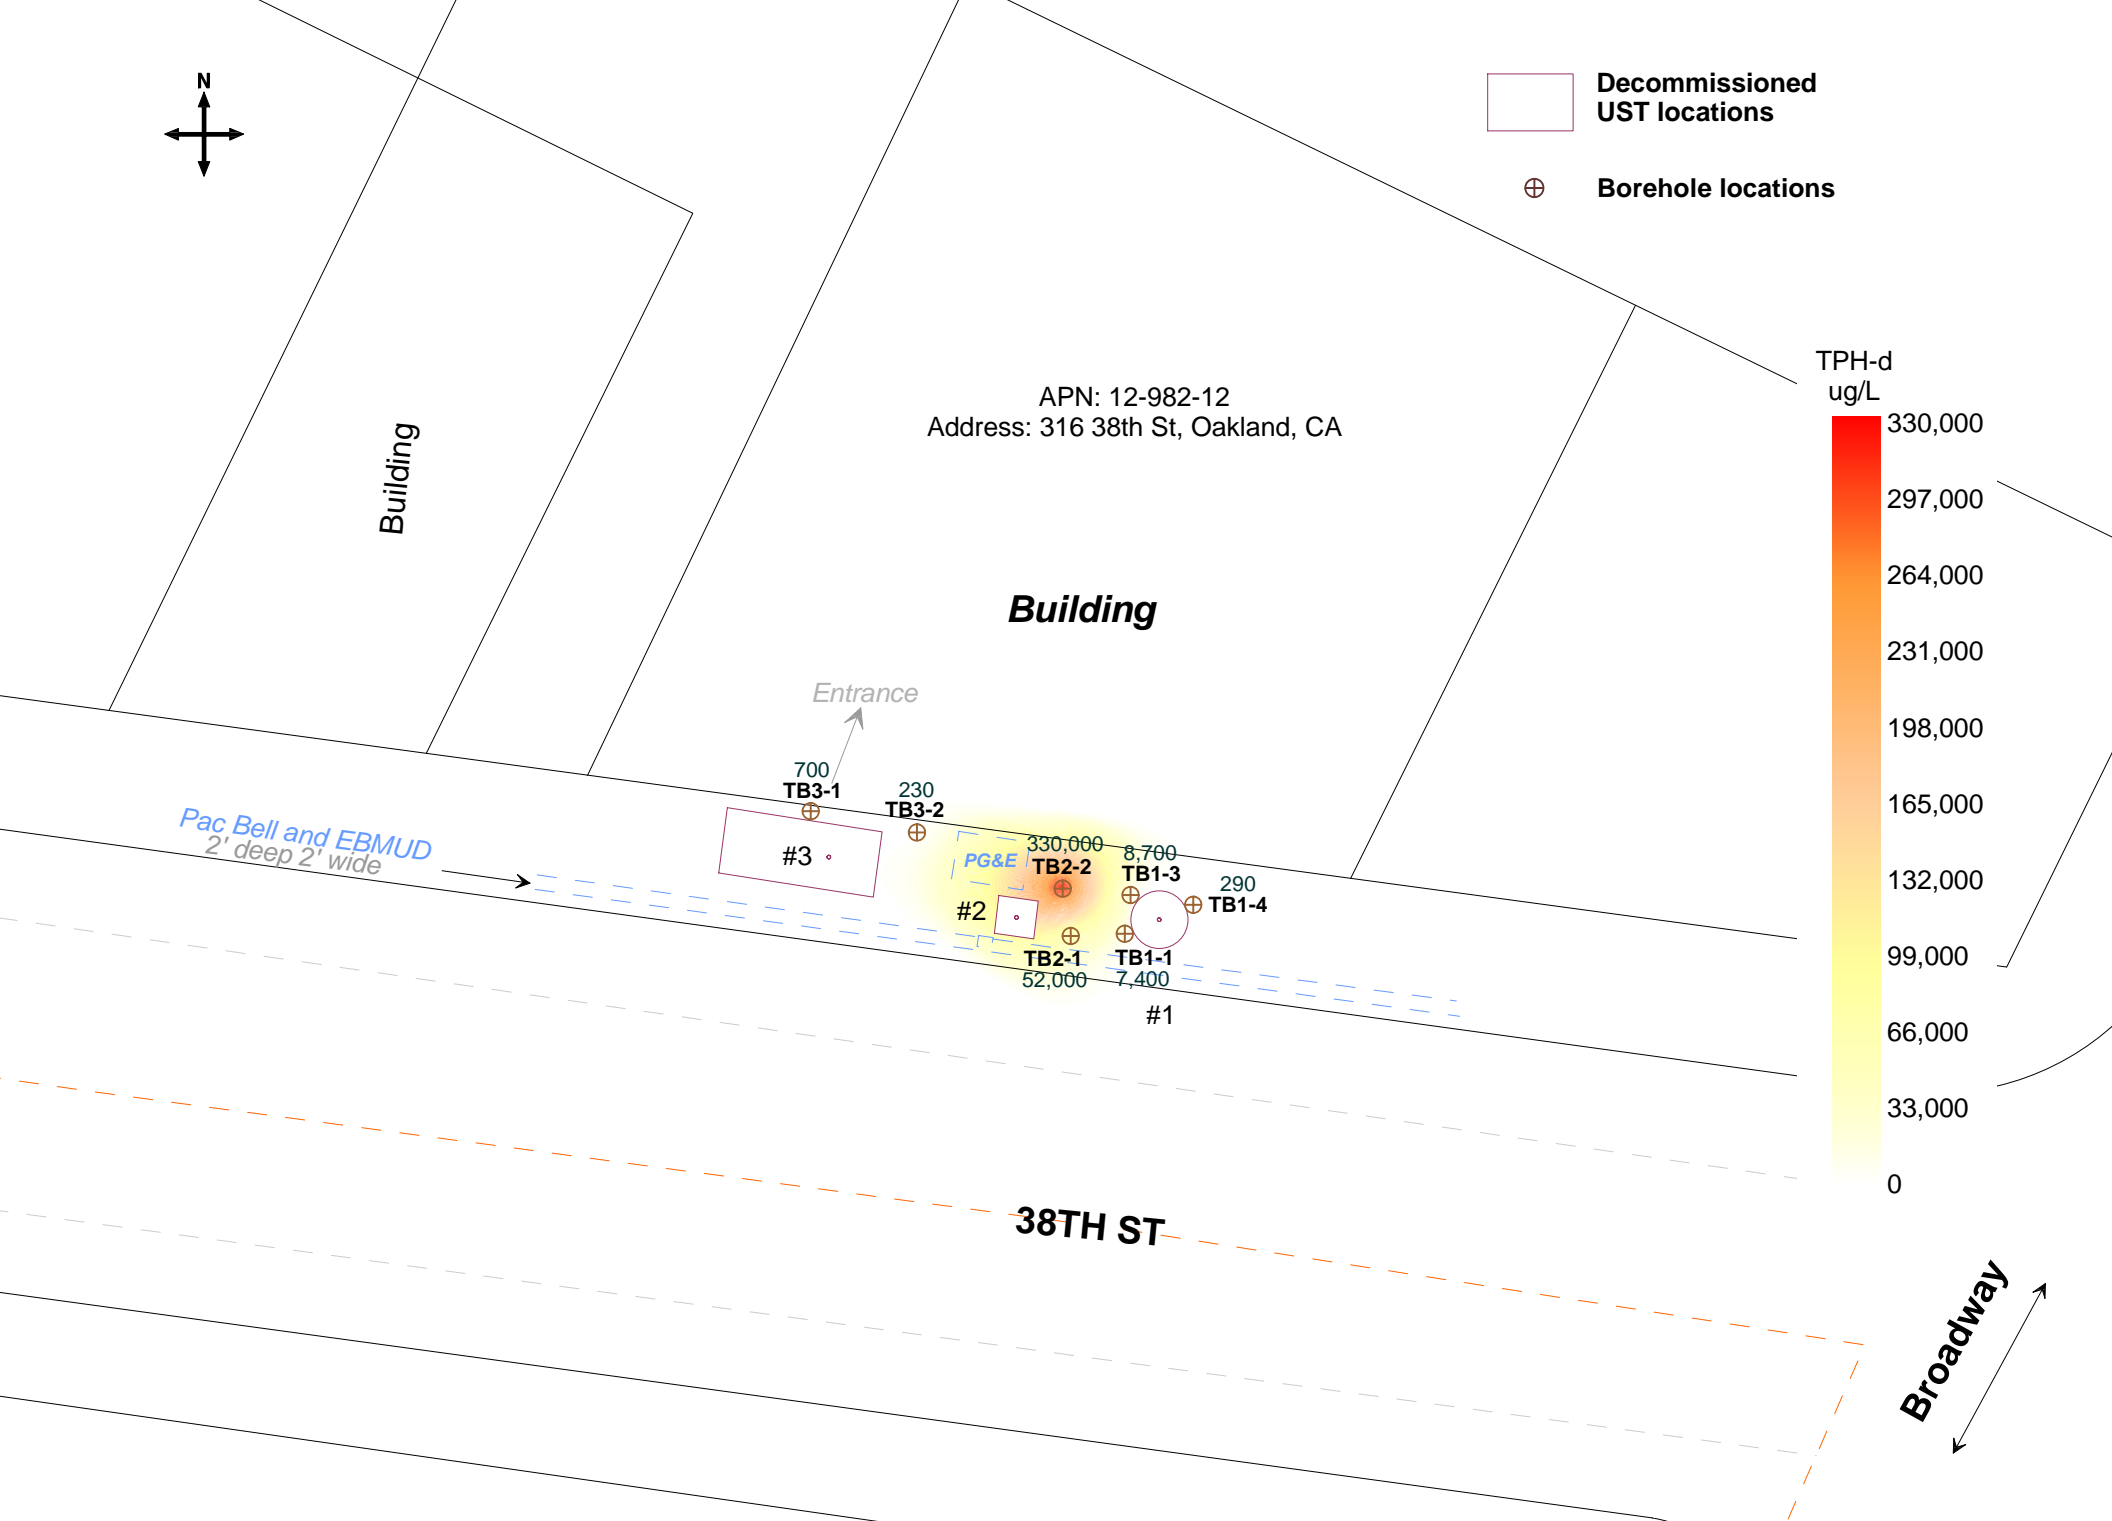 N
Decommissioned
UST locations
Borehole locations
TPH-d
ug/L
330,000
297,000
264,000
231,000
198,000
165,000
132,000
99,000
66,000
33,000
0
APN: 12-982-12
Address: 316 38th St, Oakland, CA
Building
Building
Entrance
700
TB3-1
230
TB3-2
Pac Bell and EBMUD
2' deep 2' wide
#3
PG&E
330,000
TB2-2
8,700
TB1-3
290
TB1-4
#2
TB2-1
52,000
TB1-1
7,400
#1
38TH ST
Broadway